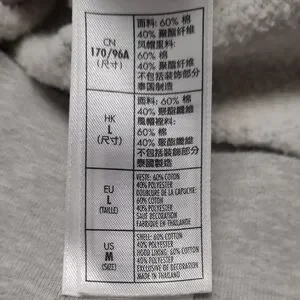 CN
170/96A
(尺寸)
面料: 60% 棉
40% 聚酯纤维
风帽里料:
60% 棉
40% 聚酯纤维
不包括装饰部分
泰国制造
HK
L
(尺寸)
面料: 60% 棉
40% 聚酯纖維
風帽裡料:
60% 棉
40% 聚酯纖維
不包括裝飾部分
泰國製造
EU
L
(TAILLE)
VESTE: 60% COTON
40% POLYESTER
DOUBLURE DE LA CAPUCHE:
60% COTON
40% POLYESTER
SAUF DECORATION
FABRIQUE EN THAILANDE
US
M
(SIZE)
SHELL: 60% COTTON
40% POLYESTER
HOOD LINING: 60% COTTON
40% POLYESTER
EXCLUSIVE OF DECORATION
MADE IN THAILAND